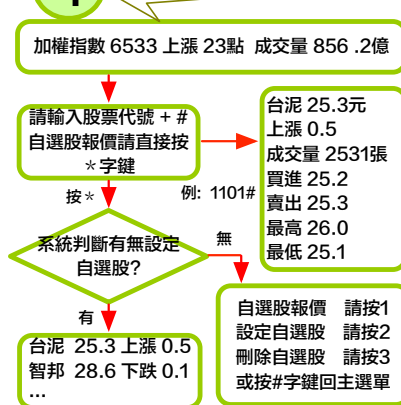 加權指數 6533 上漲 23點 成交量 856 .2億
請輸入股票代號 + #
自選股報價請直接按
＊字鍵
台泥 25.3元
上漲 0.5
成交量 2531張
買進 25.2
賣出 25.3
最高 26.0
最低 25.1
按＊
例: 1101#
系統判斷有無設定
自選股?
無
有
自選股報價 請按1
設定自選股 請按2
刪除自選股 請按3
或按#字鍵回主選單
台泥 25.3 上漲 0.5
智邦 28.6 下跌 0.1
...